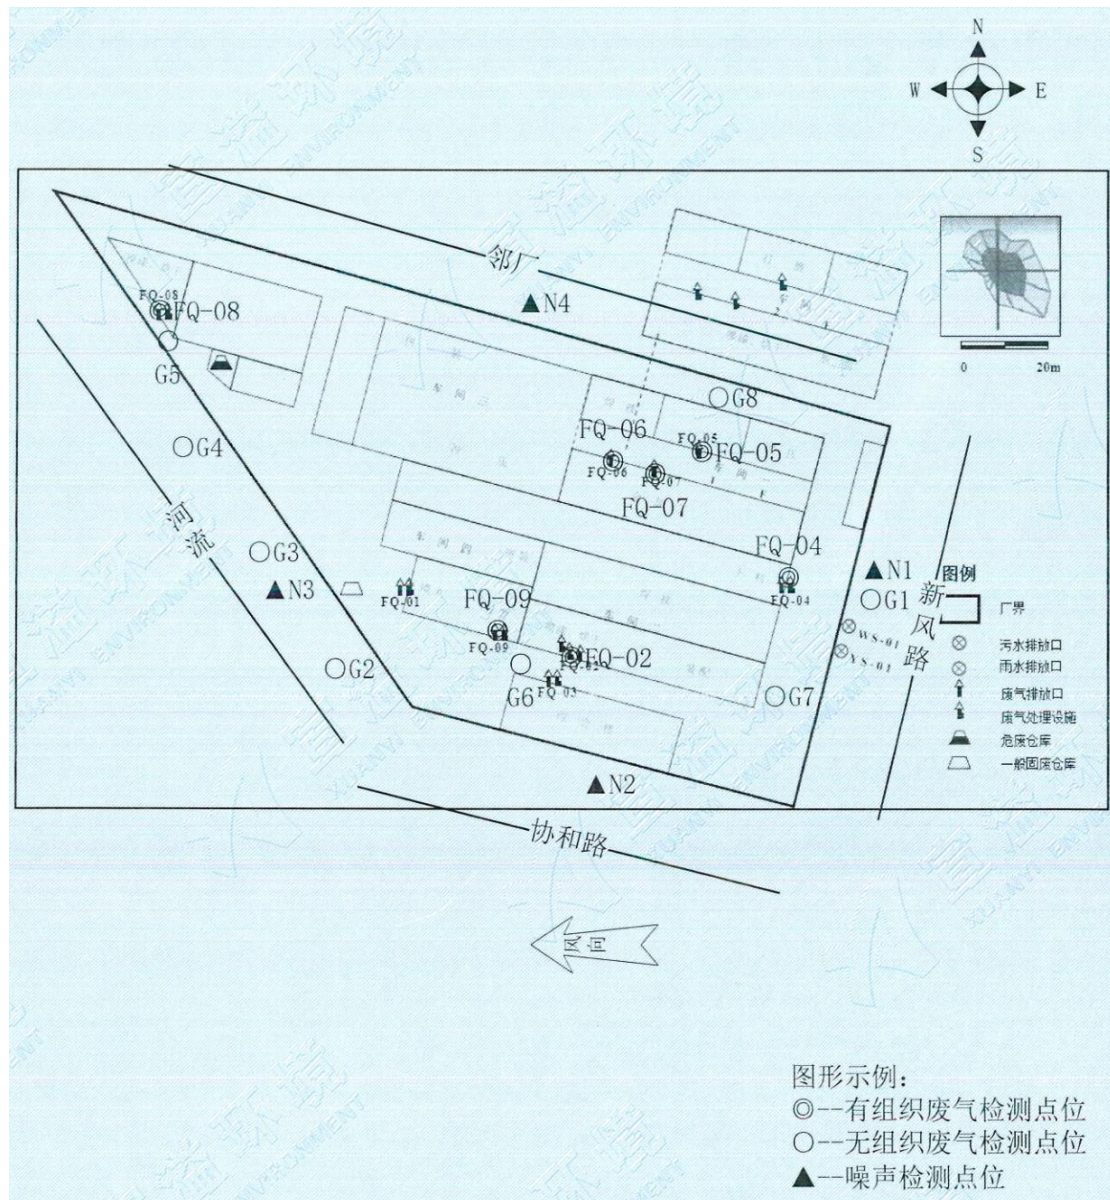 N
W
E
S
邻厂
N4
FQ-08
FQ-08
G5
G4
G8
FQ-06
FQ-05
FQ-05
FQ-06
FQ-07
FQ-07
河流
G3
N3
FQ-04
FQ-04
N1
G1
新风路
WS-01
YS-01
FQ-01
FQ-09
FQ-09
FQ-02
FQ-02
G2
G6
FQ-03
G7
N2
协和路
0 20m
图例
厂界
污水排放口
雨水排放口
废气排放口
废气处理设施
危废仓库
一般固废仓库
风向
图形示例:
◎--有组织废气检测点位
○--无组织废气检测点位
▲--噪声检测点位